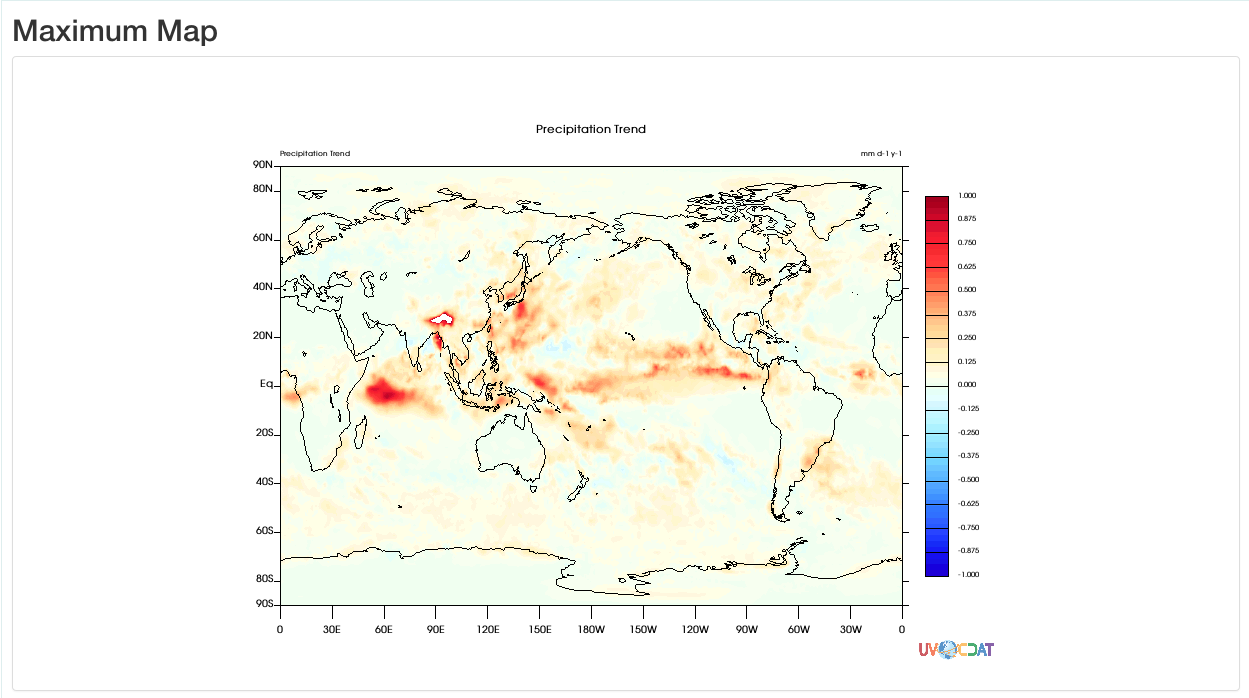 Maximum Map
Precipitation Trend
Precipitation Trend
mm d-1 y-1
90N
80N
60N
40N
20N
EQ
20S
40S
60S
80S
90S
0
30E
60E
90E
120E
150E
180W
150W
120W
90W
60W
30W
0
1.000
0.875
0.750
0.625
0.500
0.375
0.250
0.125
0.000
-0.125
-0.250
-0.375
-0.500
-0.625
-0.750
-0.875
-1.000
UV CDAT